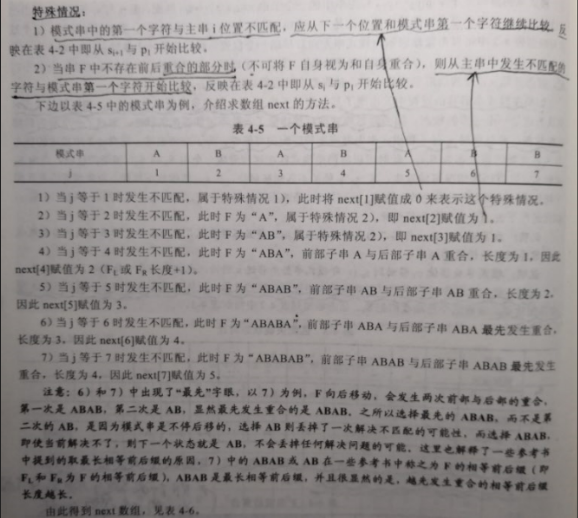 特殊情况:
1)模式串中的第一个字符与主串 i 位置不匹配,应从下一个位置和模式串第一个字符继续比较,反
映在表 4-2 中即从 sᵢ₊₁ 与 p₁ 开始比较。
2)当串 F 中不存在前后重合的部分时(不可将 F 自身视为和自身重合),则从主串中发生不匹配的
字符与模式串第一个字符开始比较,反映在表 4-2 中即从 sᵢ 与 p₁ 开始比较。
下边以表 4-5 中的模式串为例,介绍求数组 next 的方法。
表 4-5 一个模式串
模式串 A B A B A B B
j 1 2 3 4 5 6 7
1)当 j 等于 1 时发生不匹配,属于特殊情况 1),此时将 next[1]赋值成 0 来表示这个特殊情况。
2)当 j 等于 2 时发生不匹配,此时 F 为“A”,属于特殊情况 2),即 next[2]赋值为 1。
3)当 j 等于 3 时发生不匹配,此时 F 为“AB”,属于特殊情况 2),即 next[3]赋值为 1。
4)当 j 等于 4 时发生不匹配,此时 F 为“ABA”,前部子串 A 与后部子串 A 重合,长度为 1,因此
next[4]赋值为 2(Fʟ 或 Fʀ 长度+1)。
5)当 j 等于 5 时发生不匹配,此时 F 为“ABAB”,前部子串 AB 与后部子串 AB 重合,长度为 2,
因此 next[5]赋值为 3。
6)当 j 等于 6 时发生不匹配,此时 F 为“ABABA”,前部子串 ABA 与后部子串 ABA 最先发生重合,
长度为 3,因此 next[6]赋值为 4。
7)当 j 等于 7 时发生不匹配,此时 F 为“ABABAB”,前部子串 ABAB 与后部子串 ABAB 最先发生
重合,长度为 4,因此 next[7]赋值为 5。
注意:6)和 7)中出现了“最先”字眼,以 7)为例,F 向后移动,会发生两次前部与后部的重合,
第一次是 ABAB,第二次是 AB,显然最先发生重合的是 ABAB,之所以选择最先的 ABAB,而不是第
二次的 AB,是因为模式串是不停后移的,选择 AB 则丢掉了一次解决不匹配的可能性,而选择 ABAB,
即使当前解决不了,则下一个状态就是 AB,不会丢掉任何解决问题的可能,这里也解释了一些参考书
中提到的取最长相等前后缀的原因,7)中的 ABAB 或 AB 在一些参考书中称之为 F 的相等前后缀(即
Fʟ 和 Fʀ 为 F 的相等前后缀),ABAB 是最长相等前后缀,并且很显然的是,越先发生重合的相等前后缀
长度越长。
由此得到 next 数组,见表 4-6。